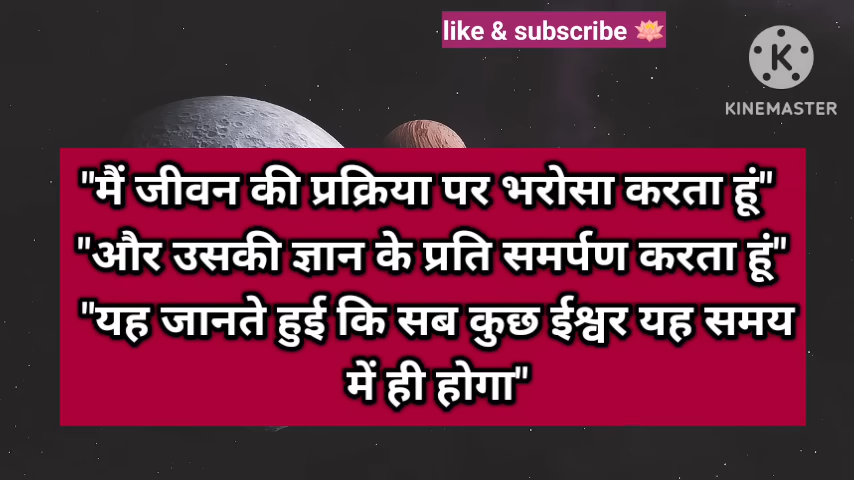 like & subscribe 🪷
KINEMASTER
"मैं जीवन की प्रक्रिया पर भरोसा करता हूं"
"और उसकी ज्ञान के प्रति समर्पण करता हूं"
"यह जानते हुई कि सब कुछ ईश्वर यह समय
में ही होगा"